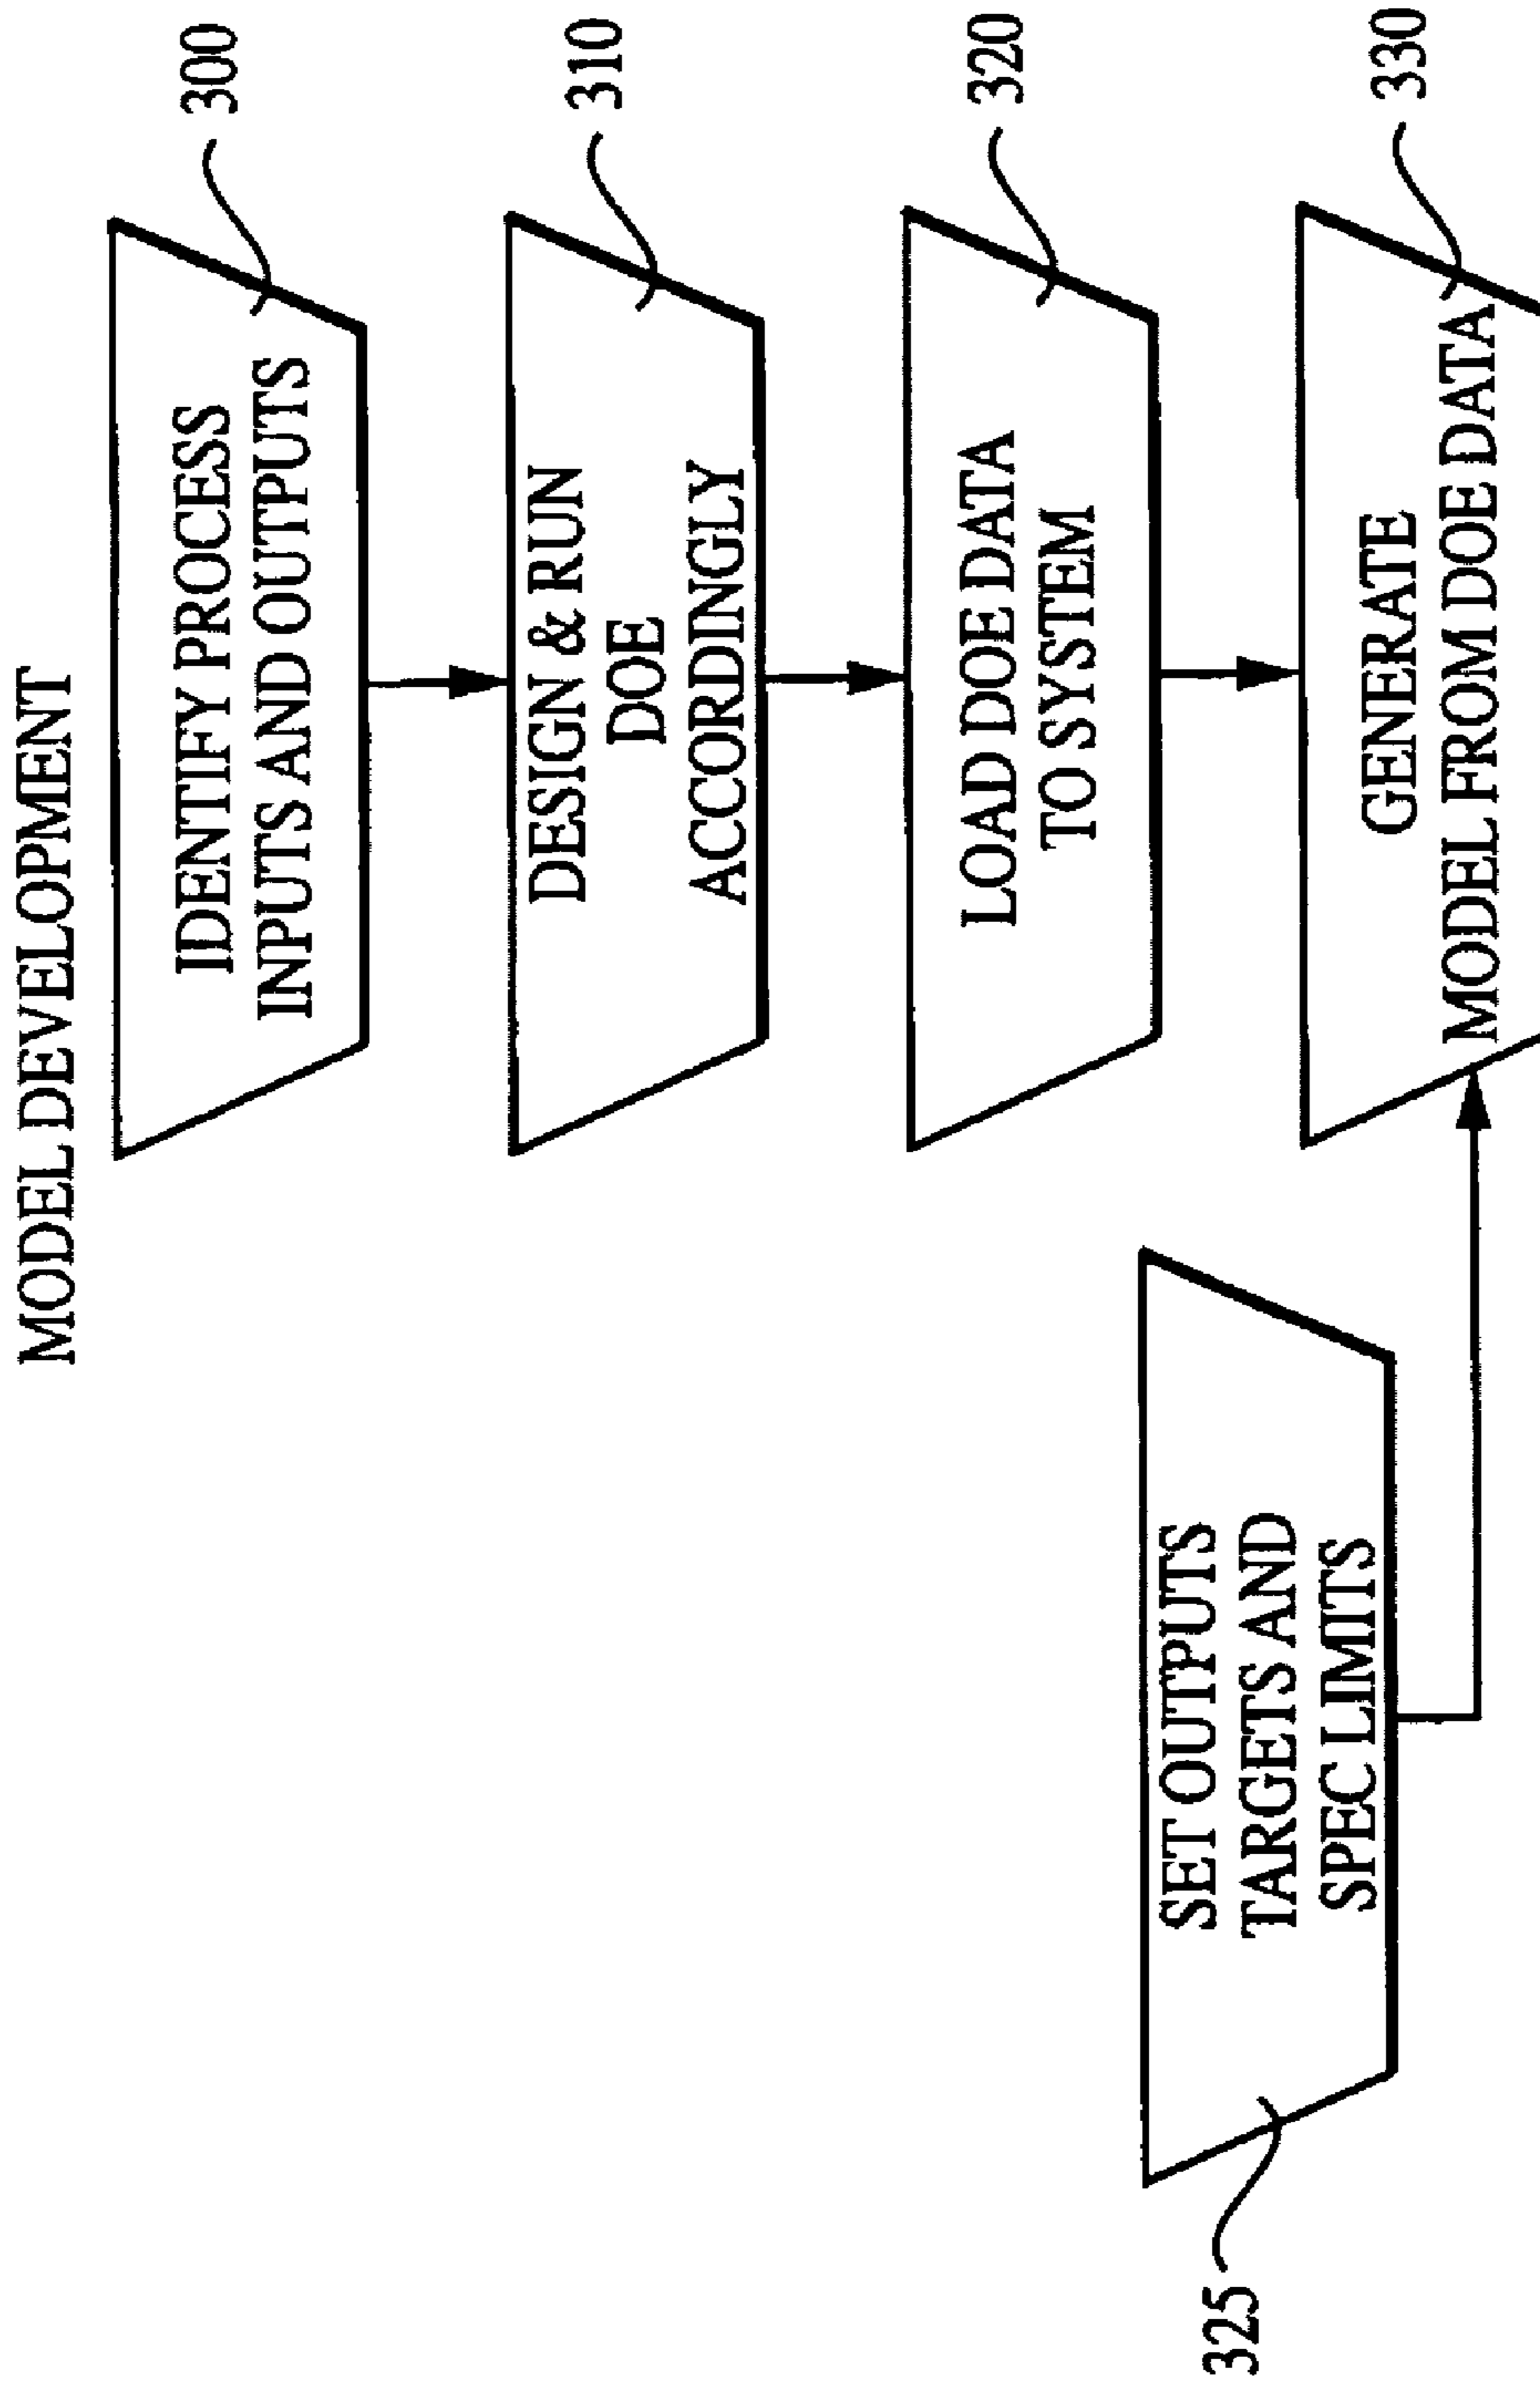 MODEL DEVELOPMENT
IDENTIFY PROCESS
INPUTS AND OUTPUTS
300
DESIGN & RUN
DOE
ACCORDINGLY
310
LOAD DOE DATA
TO SYSTEM
320
SET OUTPUTS
TARGETS AND
SPEC LIMITS
325
GENERATE
MODEL FROM DOE DATA
330